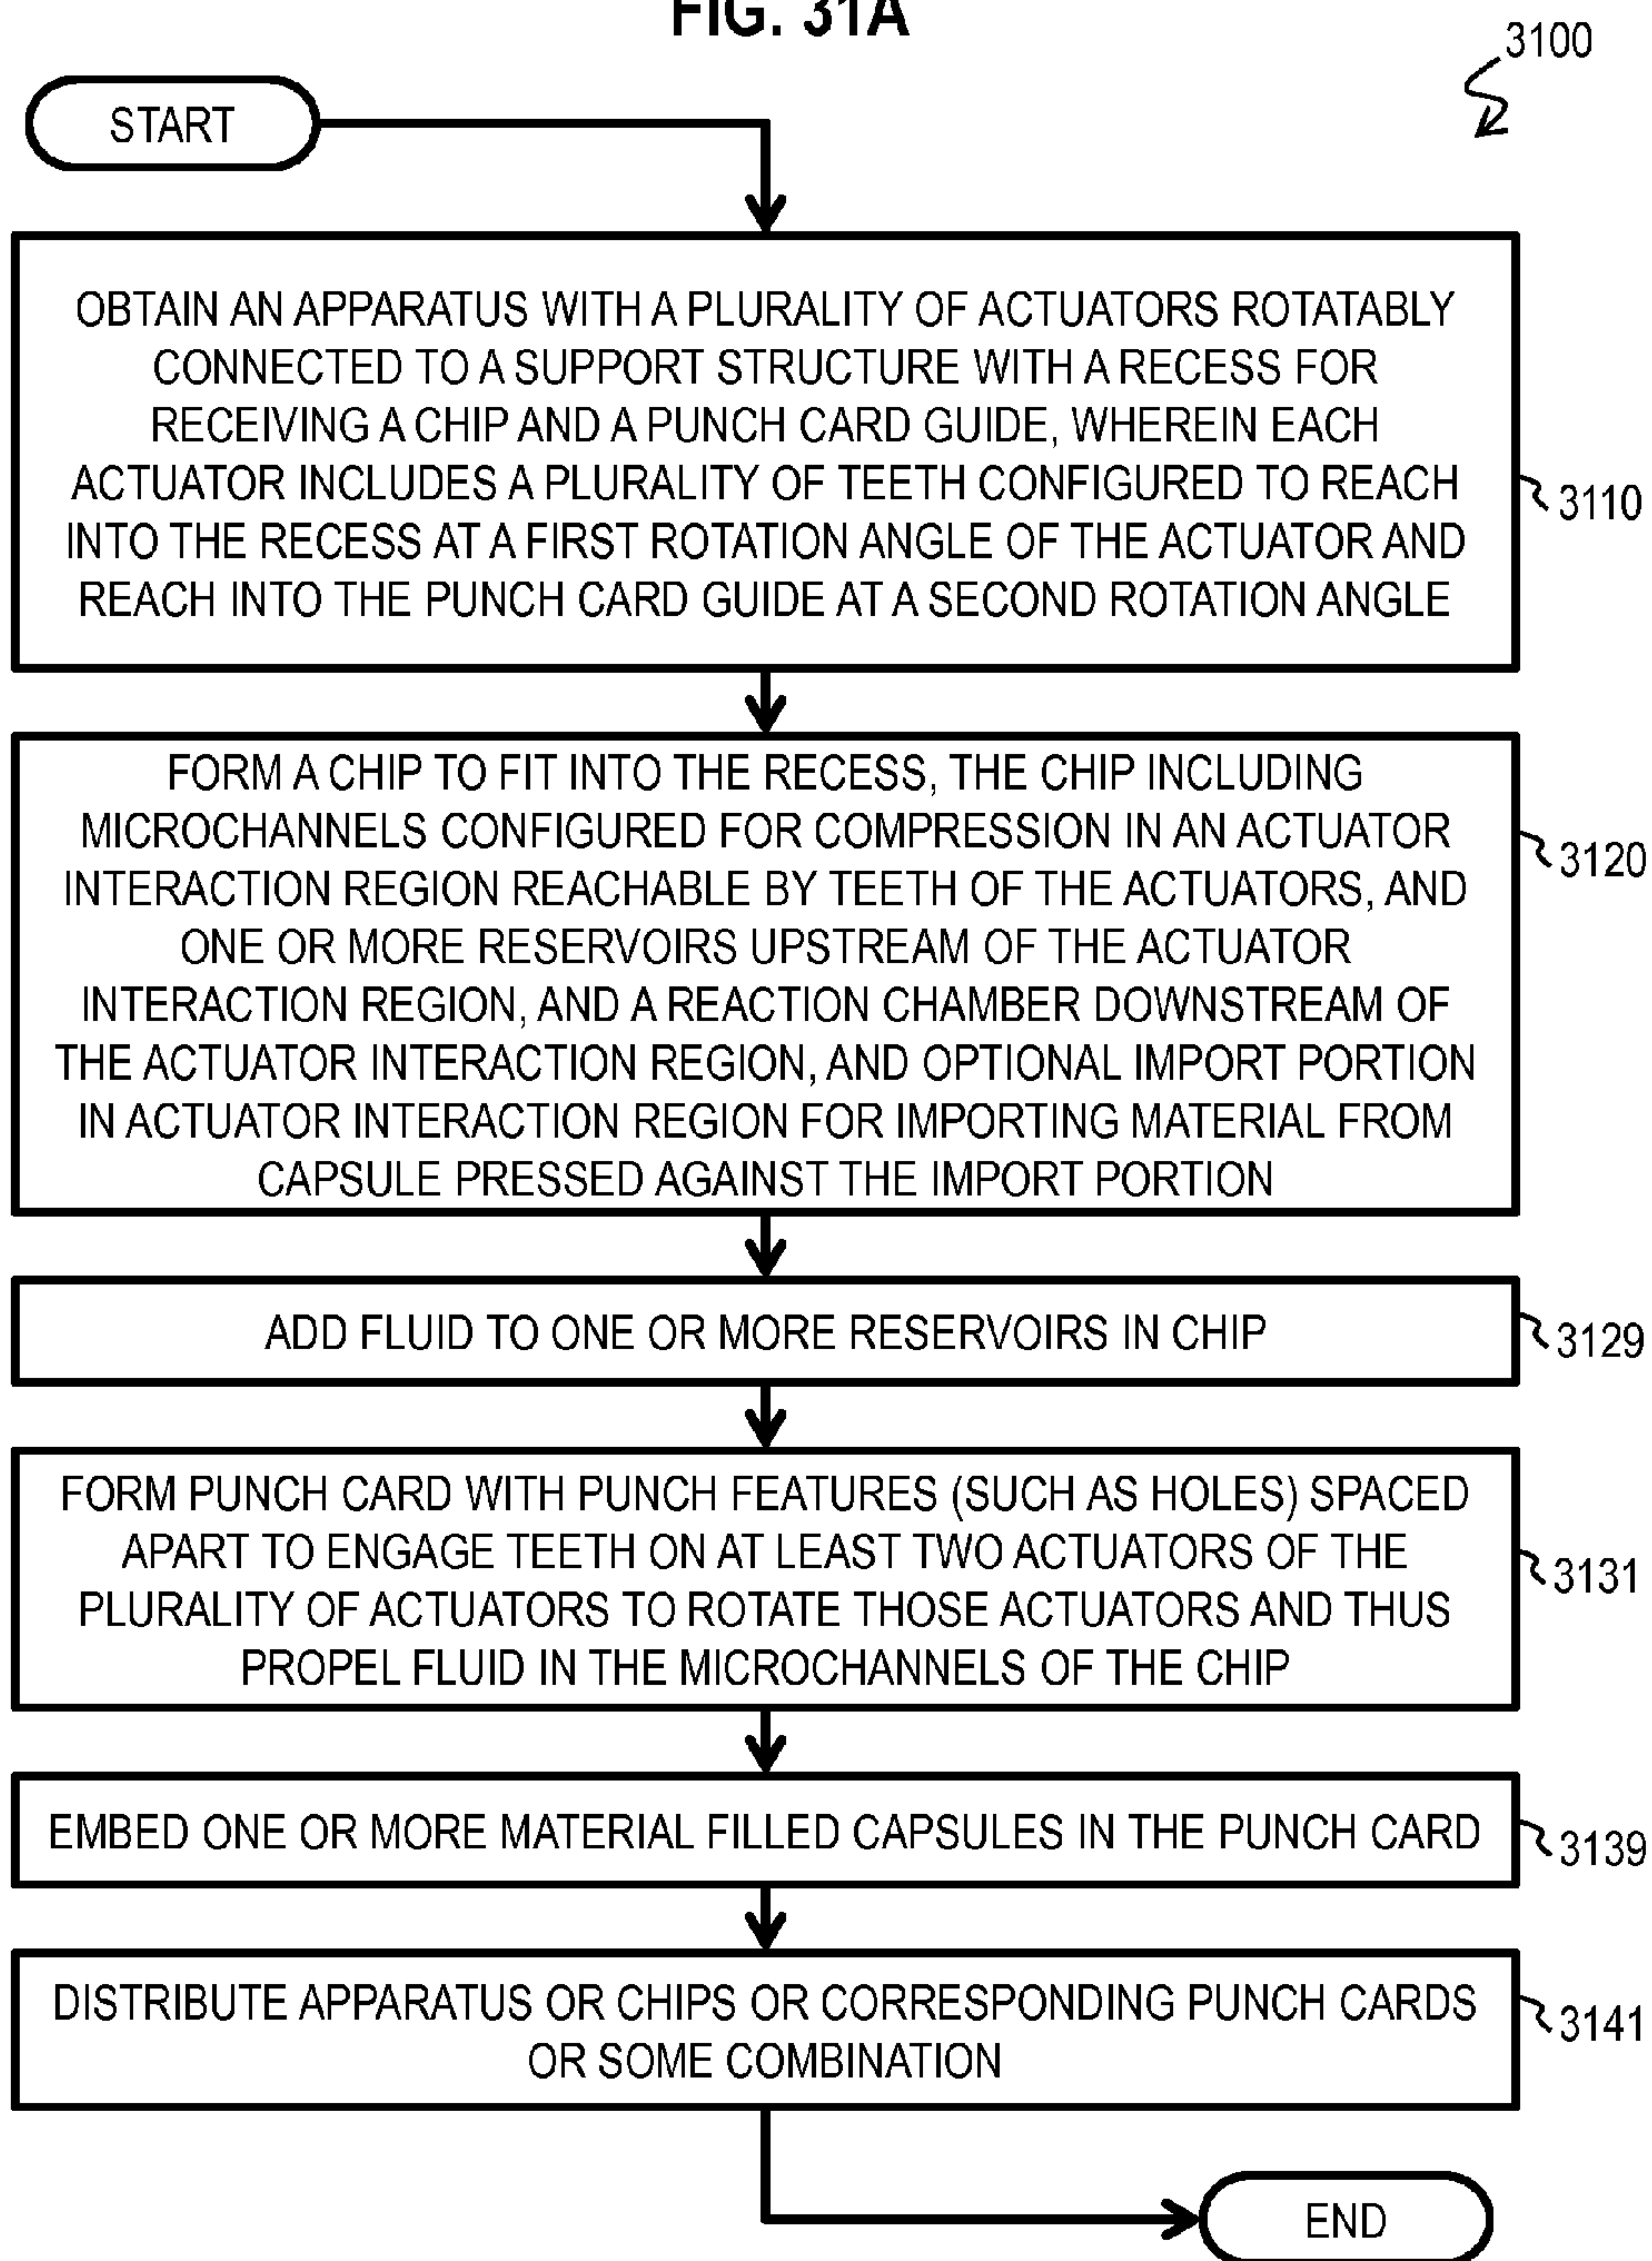 FIG. 31A
3100
START
OBTAIN AN APPARATUS WITH A PLURALITY OF ACTUATORS ROTATABLY
CONNECTED TO A SUPPORT STRUCTURE WITH A RECESS FOR
RECEIVING A CHIP AND A PUNCH CARD GUIDE, WHEREIN EACH
ACTUATOR INCLUDES A PLURALITY OF TEETH CONFIGURED TO REACH
INTO THE RECESS AT A FIRST ROTATION ANGLE OF THE ACTUATOR AND
REACH INTO THE PUNCH CARD GUIDE AT A SECOND ROTATION ANGLE
3110
FORM A CHIP TO FIT INTO THE RECESS, THE CHIP INCLUDING
MICROCHANNELS CONFIGURED FOR COMPRESSION IN AN ACTUATOR
INTERACTION REGION REACHABLE BY TEETH OF THE ACTUATORS, AND
ONE OR MORE RESERVOIRS UPSTREAM OF THE ACTUATOR
INTERACTION REGION, AND A REACTION CHAMBER DOWNSTREAM OF
THE ACTUATOR INTERACTION REGION, AND OPTIONAL IMPORT PORTION
IN ACTUATOR INTERACTION REGION FOR IMPORTING MATERIAL FROM
CAPSULE PRESSED AGAINST THE IMPORT PORTION
3120
ADD FLUID TO ONE OR MORE RESERVOIRS IN CHIP
3129
FORM PUNCH CARD WITH PUNCH FEATURES (SUCH AS HOLES) SPACED
APART TO ENGAGE TEETH ON AT LEAST TWO ACTUATORS OF THE
PLURALITY OF ACTUATORS TO ROTATE THOSE ACTUATORS AND THUS
PROPEL FLUID IN THE MICROCHANNELS OF THE CHIP
3131
EMBED ONE OR MORE MATERIAL FILLED CAPSULES IN THE PUNCH CARD
3139
DISTRIBUTE APPARATUS OR CHIPS OR CORRESPONDING PUNCH CARDS
OR SOME COMBINATION
3141
END